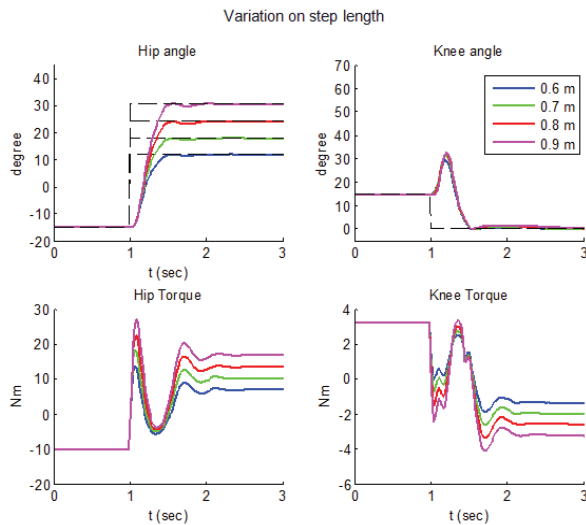 Variation on step length
Hip angle
Knee angle
40
30
20
10
0
-10
-20
degree
0
1
2
3
t (sec)
70
60
50
40
30
20
10
0
degree
0
1
2
3
0.6 m
0.7 m
0.8 m
0.9 m
Hip Torque
Knee Torque
30
20
10
0
-10
-20
Nm
0
1
2
3
t (sec)
4
2
0
-2
-4
-6
Nm
0
1
2
3
t (sec)